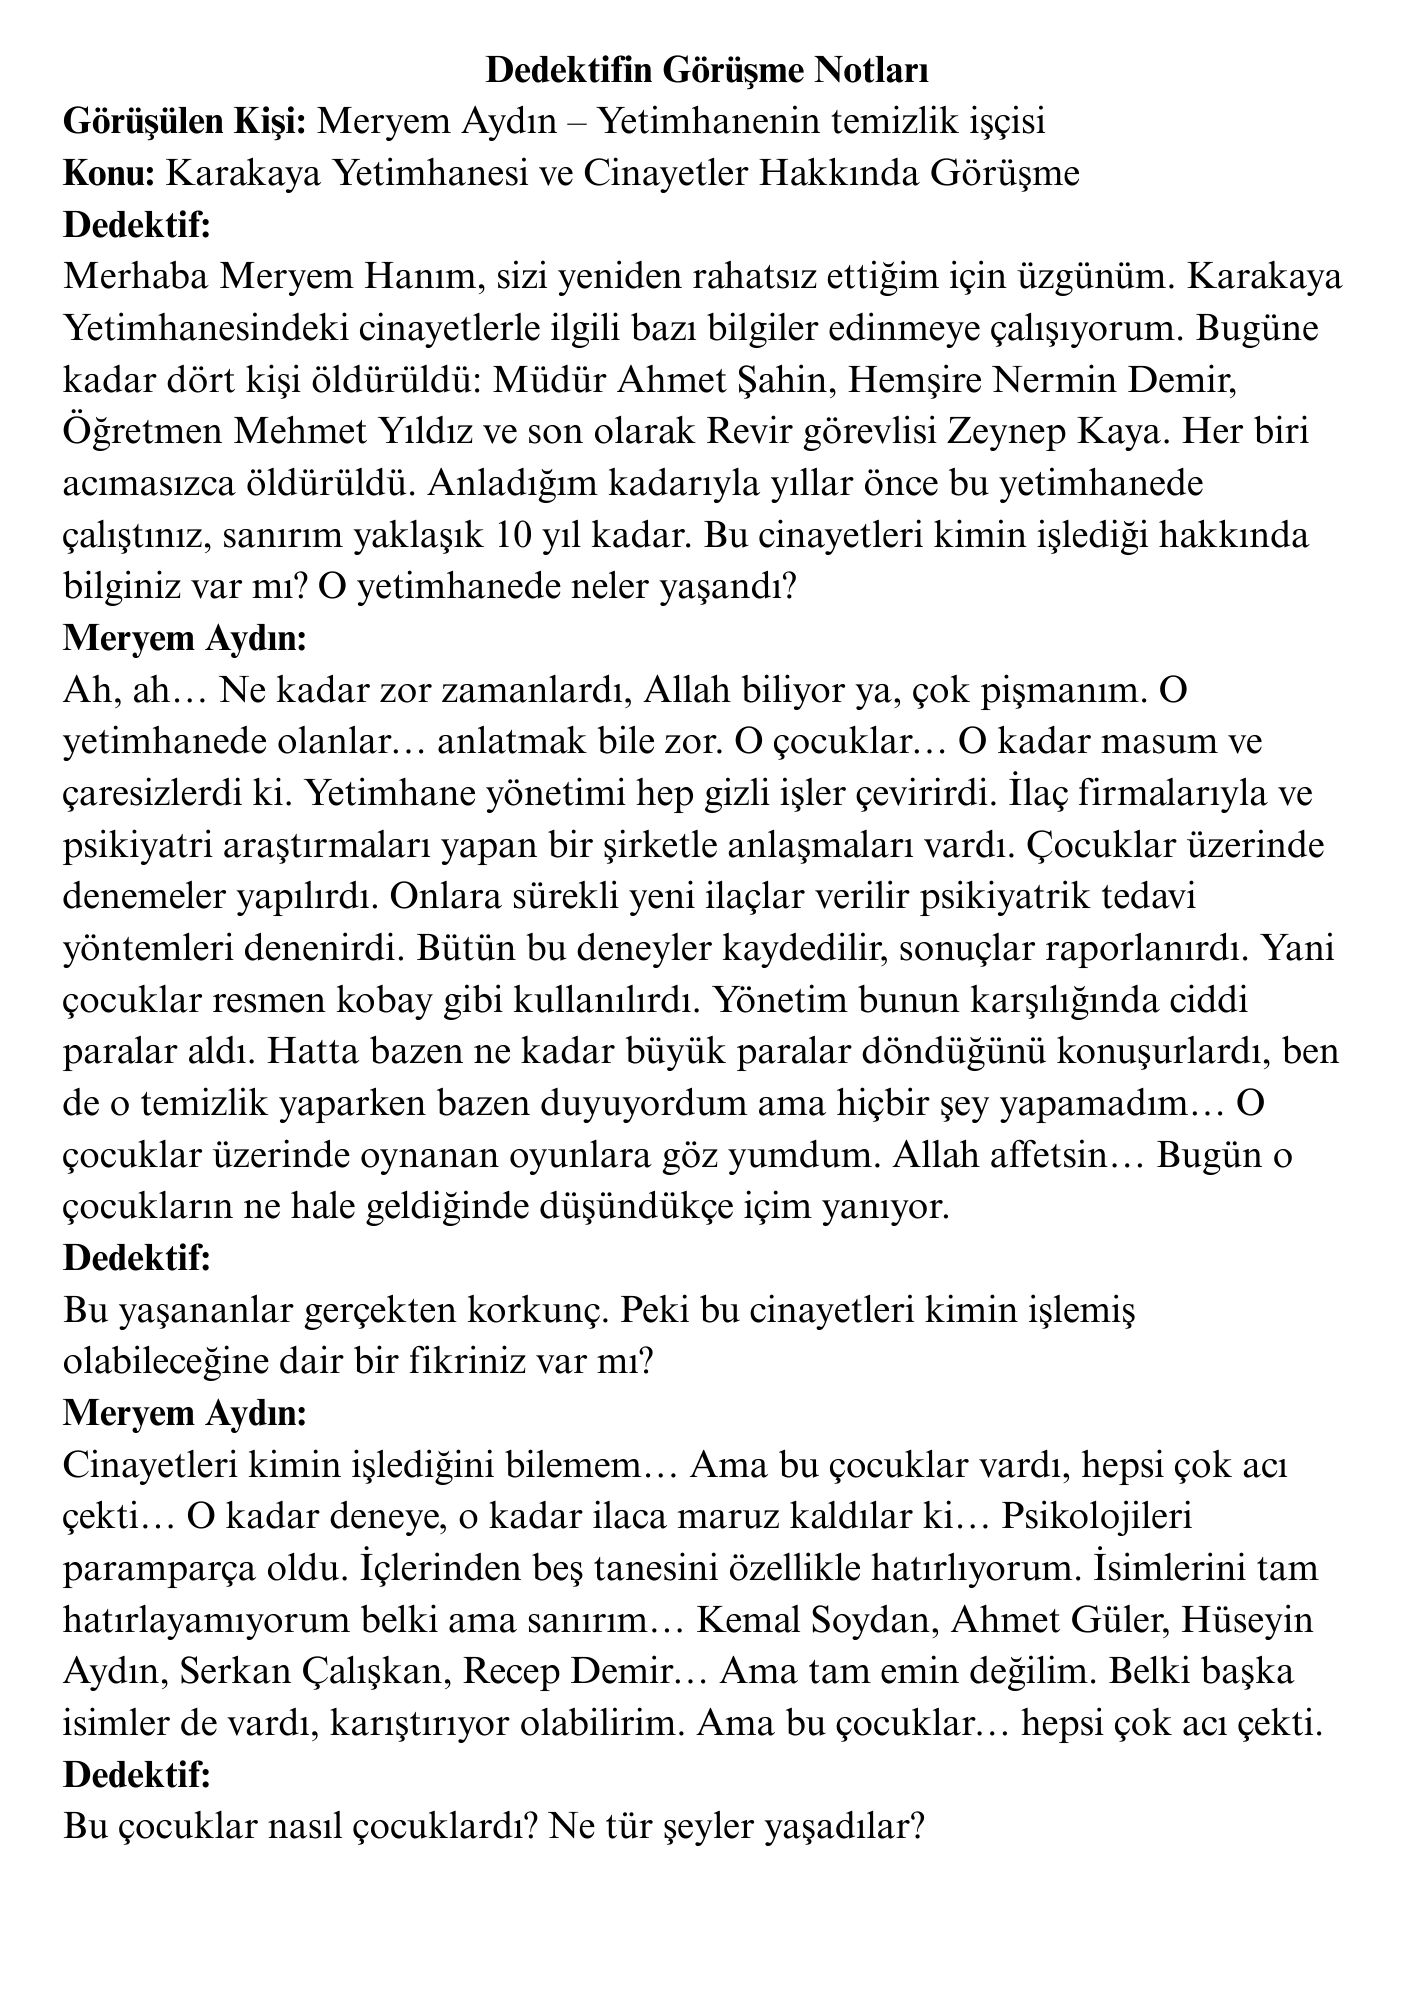 Dedektifin Görüşme Notları
Görüşülen Kişi: Meryem Aydın – Yetimhanenin temizlik işçisi
Konu: Karakaya Yetimhanesi ve Cinayetler Hakkında Görüşme
Dedektif:
Merhaba Meryem Hanım, sizi yeniden rahatsız ettiğim için üzgünüm. Karakaya
Yetimhanesindeki cinayetlerle ilgili bazı bilgiler edinmeye çalışıyorum. Bugüne
kadar dört kişi öldürüldü: Müdür Ahmet Şahin, Hemşire Nermin Demir,
Öğretmen Mehmet Yıldız ve son olarak Revir görevlisi Zeynep Kaya. Her biri
acımasızca öldürüldü. Anladığım kadarıyla yıllar önce bu yetimhanede
çalıştınız, sanırım yaklaşık 10 yıl kadar. Bu cinayetleri kimin işlediği hakkında
bilginiz var mı? O yetimhanede neler yaşandı?
Meryem Aydın:
Ah, ah… Ne kadar zor zamanlardı, Allah biliyor ya, çok pişmanım. O
yetimhanede olanlar… anlatmak bile zor. O çocuklar… O kadar masum ve
çaresizlerdi ki. Yetimhane yönetimi hep gizli işler çevirirdi. İlaç firmalarıyla ve
psikiyatri araştırmaları yapan bir şirketle anlaşmaları vardı. Çocuklar üzerinde
denemeler yapılırdı. Onlara sürekli yeni ilaçlar verilir psikiyatrik tedavi
yöntemleri denenirdi. Bütün bu deneyler kaydedilir, sonuçlar raporlanırdı. Yani
çocuklar resmen kobay gibi kullanılırdı. Yönetim bunun karşılığında ciddi
paralar aldı. Hatta bazen ne kadar büyük paralar döndüğünü konuşurlardı, ben
de o temizlik yaparken bazen duyuyordum ama hiçbir şey yapamadım… O
çocuklar üzerinde oynanan oyunlara göz yumdum. Allah affetsin… Bugün o
çocukların ne hale geldiğinde düşündükçe içim yanıyor.
Dedektif:
Bu yaşananlar gerçekten korkunç. Peki bu cinayetleri kimin işlemiş
olabileceğine dair bir fikriniz var mı?
Meryem Aydın:
Cinayetleri kimin işlediğini bilemem… Ama bu çocuklar vardı, hepsi çok acı
çekti… O kadar deneye, o kadar ilaca maruz kaldılar ki… Psikolojileri
paramparça oldu. İçlerinden beş tanesini özellikle hatırlıyorum. İsimlerini tam
hatırlayamıyorum belki ama sanırım… Kemal Soydan, Ahmet Güler, Hüseyin
Aydın, Serkan Çalışkan, Recep Demir… Ama tam emin değilim. Belki başka
isimler de vardı, karıştırıyor olabilirim. Ama bu çocuklar… hepsi çok acı çekti.
Dedektif:
Bu çocuklar nasıl çocuklardı? Ne tür şeyler yaşadılar?